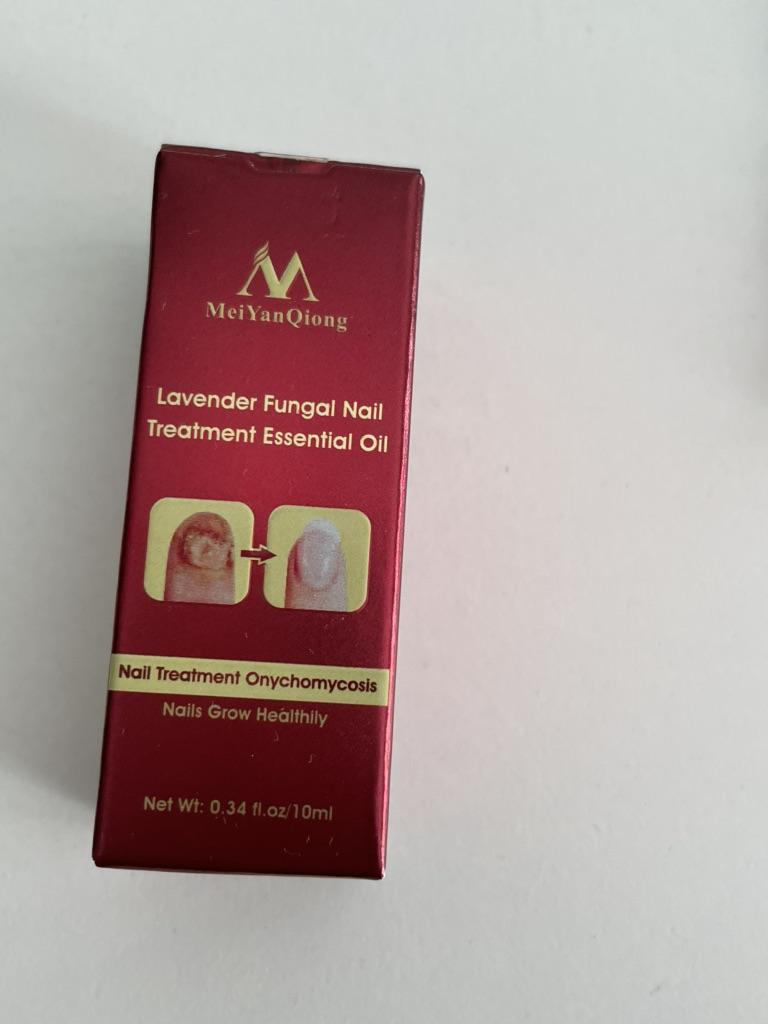 MeiYanQiong
Lavender Fungal Nail
Treatment Essential Oil
Nail Treatment Onychomycosis
Nails Grow Healthily
Net Wt: 0.34 fl.oz/10ml